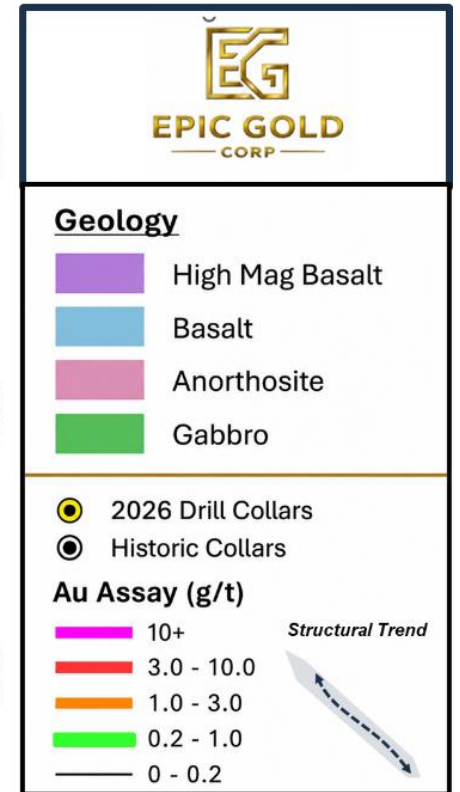 EG
EPIC GOLD
CORP
Geology
High Mag Basalt
Basalt
Anorthosite
Gabbro
2026 Drill Collars
Historic Collars
Au Assay (g/t)
10+
Structural Trend
3.0 - 10.0
1.0 - 3.0
0.2 - 1.0
0 - 0.2